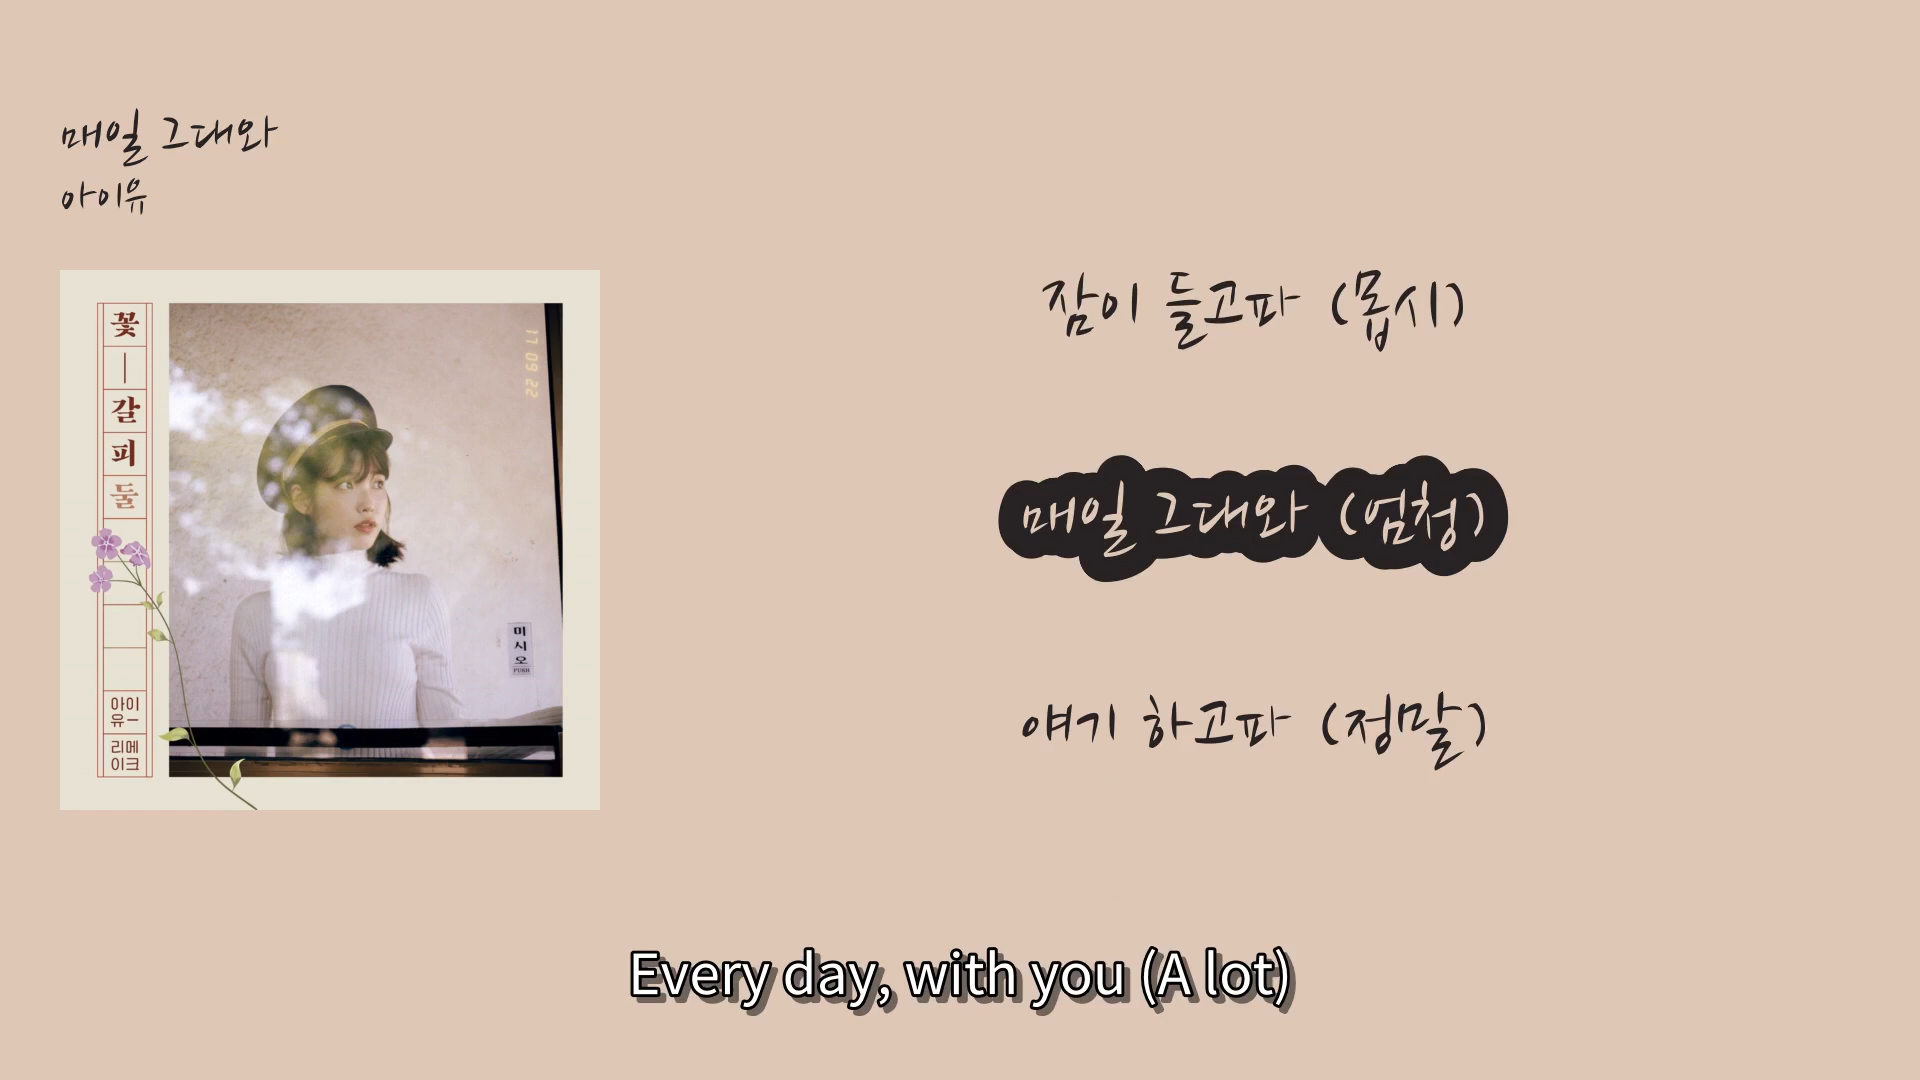 매일 그대와
아이유
꽃
갈
피
둘
아이
유
리메
이크
17 09 22
미
시
오
PUSH
잠이 들고파 (몹시)
매일 그대와 (엄청)
얘기 하고파 (정말)
Every day, with you (A lot)